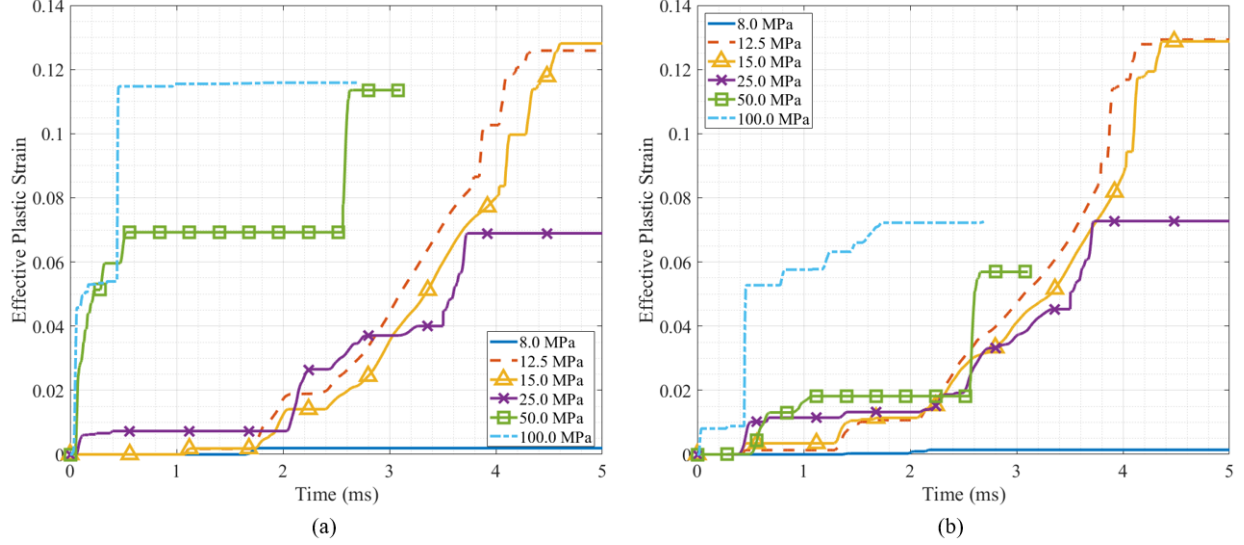 0.14
0.12
0.1
0.08
0.06
0.04
0.02
0
Effective Plastic Strain
0 1 2 3 4 5
Time (ms)
8.0 MPa
12.5 MPa
15.0 MPa
25.0 MPa
50.0 MPa
100.0 MPa
(a)
0.14
0.12
0.1
0.08
0.06
0.04
0.02
0
Effective Plastic Strain
0 1 2 3 4 5
Time (ms)
8.0 MPa
12.5 MPa
15.0 MPa
25.0 MPa
50.0 MPa
100.0 MPa
(b)